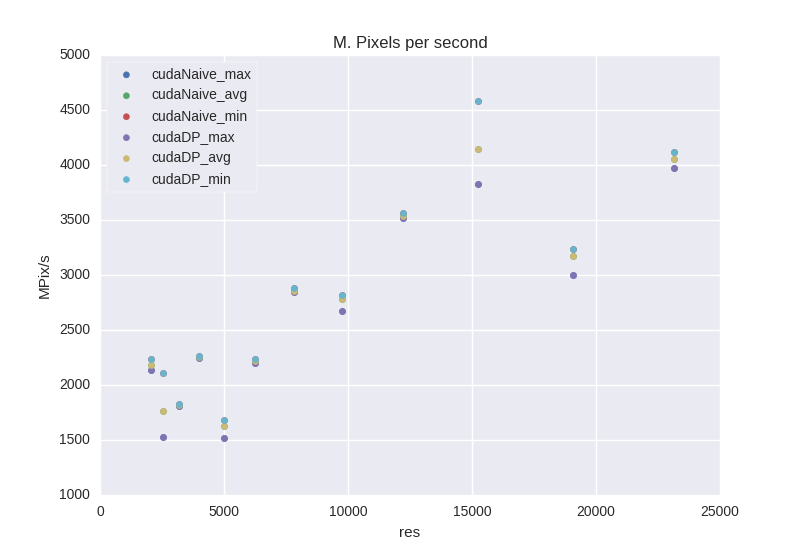 M. Pixels per second
5000
4500
4000
3500
3000
2500
2000
1500
1000
MPix/s
cudaNaive_max
cudaNaive_avg
cudaNaive_min
cudaDP_max
cudaDP_avg
cudaDP_min
0 5000 10000 15000 20000 25000
res